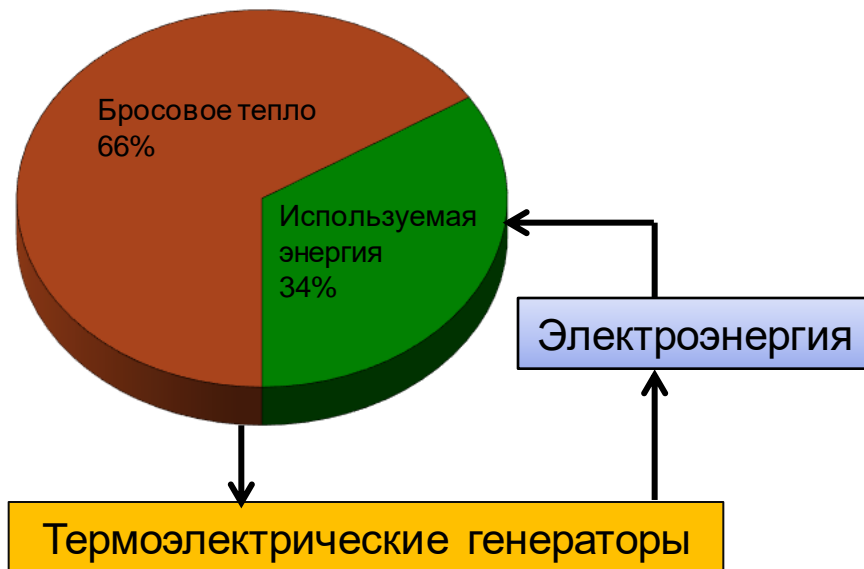 Бросовое тепло
66%
Используемая
энергия
34%
Электроэнергия
Термоэлектрические генераторы